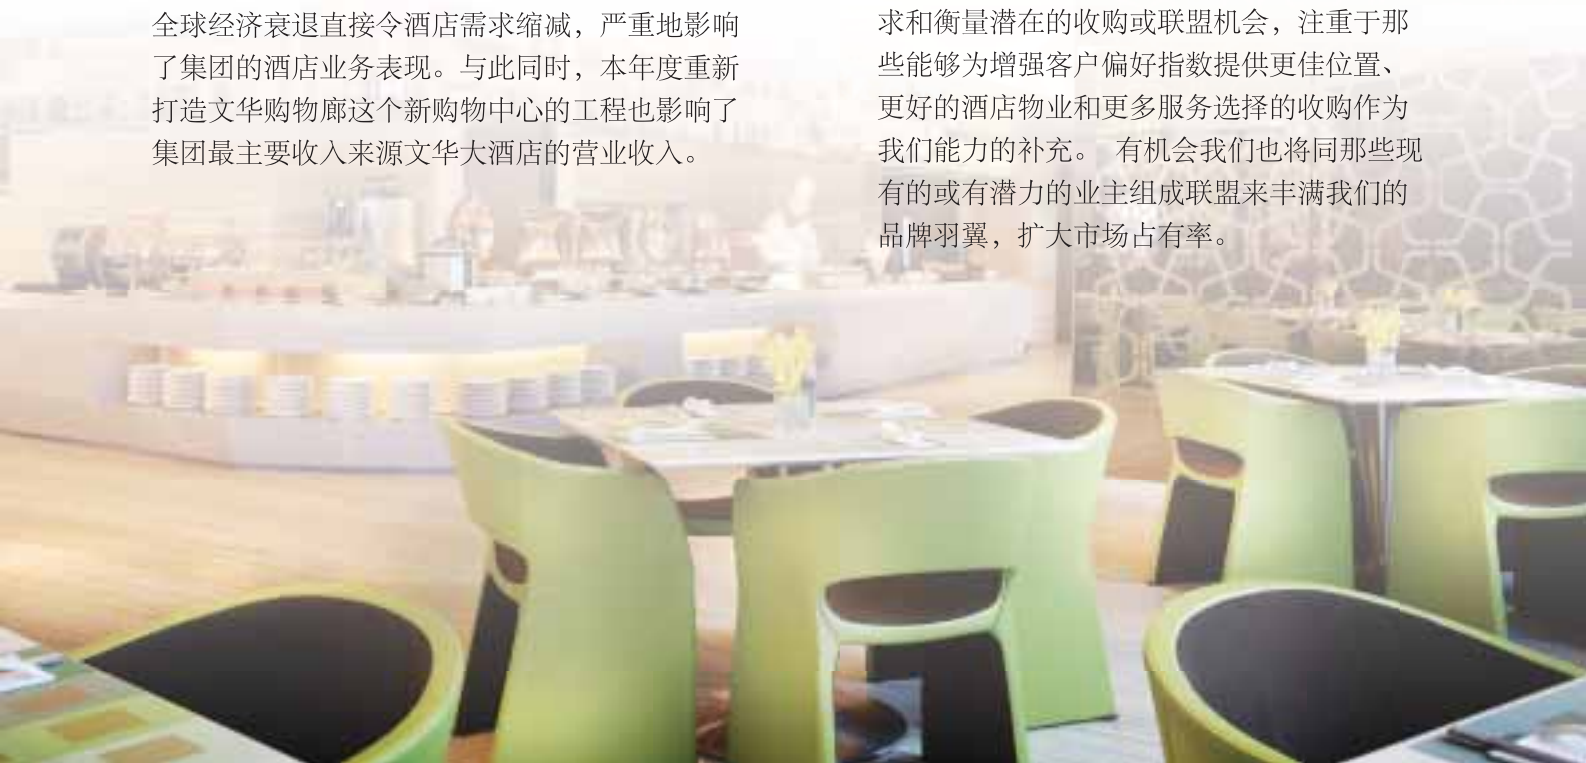 全球经济衰退直接令酒店需求缩减，严重地影响
了集团的酒店业务表现。与此同时，本年度重新
打造文华购物廊这个新购物中心的工程也影响了
集团最主要收入来源文华大酒店的营业收入。
求和衡量潜在的收购或联盟机会，注重于那
些能够为增强客户偏好指数提供更佳位置、
更好的酒店物业和更多服务选择的收购作为
我们能力的补充。 有机会我们也将同那些现
有的或有潜力的业主组成联盟来丰满我们的
品牌羽翼，扩大市场占有率。